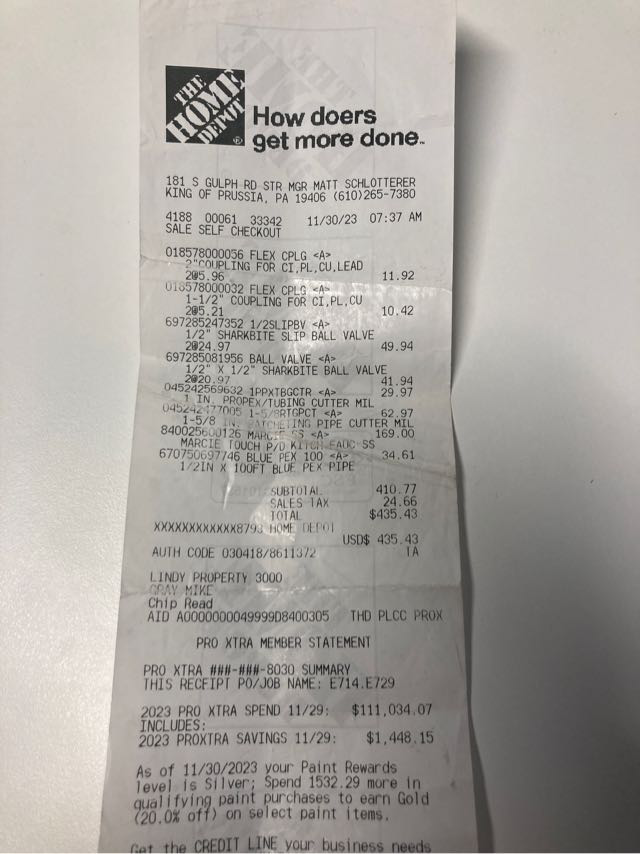 THE
HOME
DEPOT
How doers
get more done.
181 S GULPH RD STR MGR MATT SCHLOTTERER
KING OF PRUSSIA, PA 19406 (610)265-7380
4188 00061 33342 11/30/23 07:37 AM
SALE SELF CHECKOUT
018578000056 FLEX CPLG <A>
2"COUPLING FOR CI,PL,CU,LEAD
2@5.96 11.92
018578000032 FLEX CPLG <A>
1-1/2" COUPLING FOR CI,PL,CU
2@5.21 10.42
697285247352 1/2SLIPBV <A>
1/2" SHARKBITE SLIP BALL VALVE
2@24.97 49.94
697285081956 BALL VALVE <A>
1/2" X 1/2" SHARKBITE BALL VALVE
2@20.97 41.94
045242569632 1PPXTBGCTR <A> 29.97
1 IN. PROPEX/TUBING CUTTER MIL
045242477005 1-5/8RTGPCT <A> 62.97
1-5/8 IN. RATCHETING PIPE CUTTER MIL
840025600126 MARCIE SS <A> 169.00
MARCIE TOUCH P/D KITCH FAUC SS
670750697746 BLUE PEX 100 <A> 34.61
1/2IN X 100FT BLUE PEX PIPE
SUBTOTAL 410.77
SALES TAX 24.66
TOTAL $435.43
XXXXXXXXXXXX8793 HOME DEPOT
USD$ 435.43
AUTH CODE 030418/8611372 TA
LINDY PROPERTY 3000
GRAY MIKE
Chip Read
AID A0000000049999D8400305 THD PLCC PROX
PRO XTRA MEMBER STATEMENT
PRO XTRA ###-###-8030 SUMMARY
THIS RECEIPT PO/JOB NAME: E714.E729
2023 PRO XTRA SPEND 11/29: $111,034.07
INCLUDES:
2023 PROXTRA SAVINGS 11/29: $1,448.15
As of 11/30/2023 your Paint Rewards
level is Silver; Spend 1532.29 more in
qualifying paint purchases to earn Gold
(20.0% off) on select paint items.
Get the CREDIT LINE your business needs